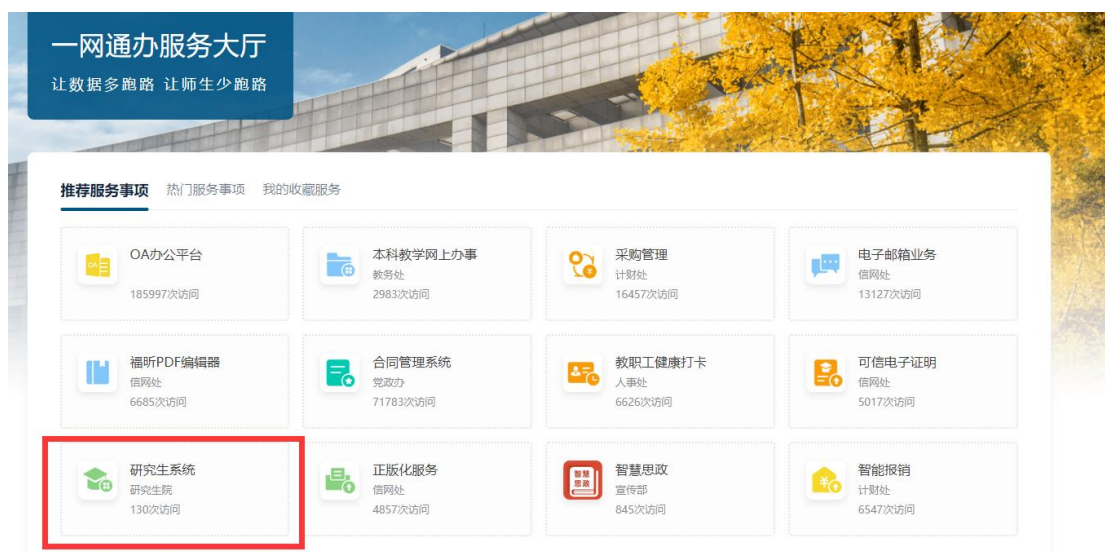 一网通办服务大厅
让数据多跑路 让师生少跑路
推荐服务事项 热门服务事项 我的收藏服务
OA
OA办公平台
185997次访问
本科教学网上办事
教务处
2983次访问
采购管理
计财处
16457次访问
电子邮箱业务
信网处
13127次访问
福昕PDF编辑器
信网处
6685次访问
合同管理系统
党政办
71783次访问
教职工健康打卡
人事处
6626次访问
可信电子证明
信网处
5017次访问
研究生系统
研究生院
130次访问
正版化服务
信网处
4857次访问
智慧
思政
智慧思政
宣传部
845次访问
智能报销
计财处
6547次访问